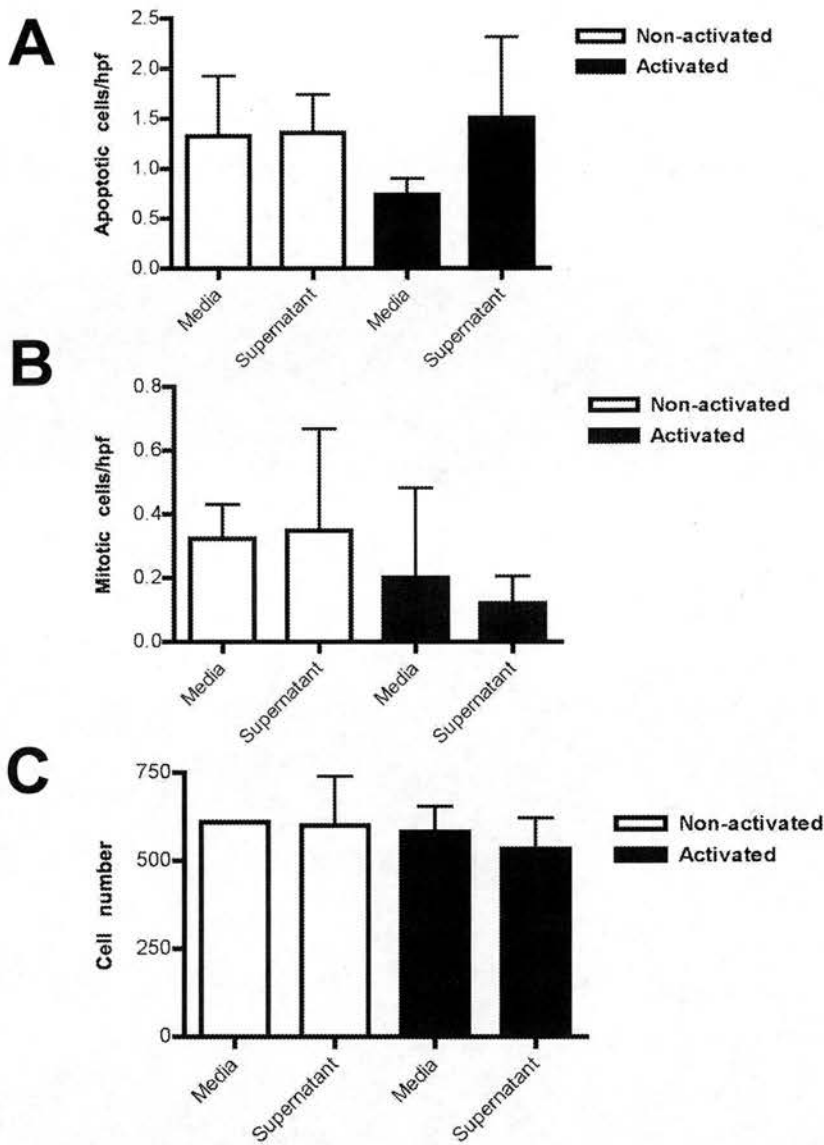 A
Apoptotic cells/hpf
2.5
2.0
1.5
1.0
0.5
0.0
Media
Supernatant
Media
Supernatant
Non-activated
Activated
B
Mitotic cells/hpf
0.8
0.6
0.4
0.2
0.0
Media
Supernatant
Media
Supernatant
Non-activated
Activated
C
Cell number
750
500
250
0
Media
Supernatant
Media
Supernatant
Non-activated
Activated